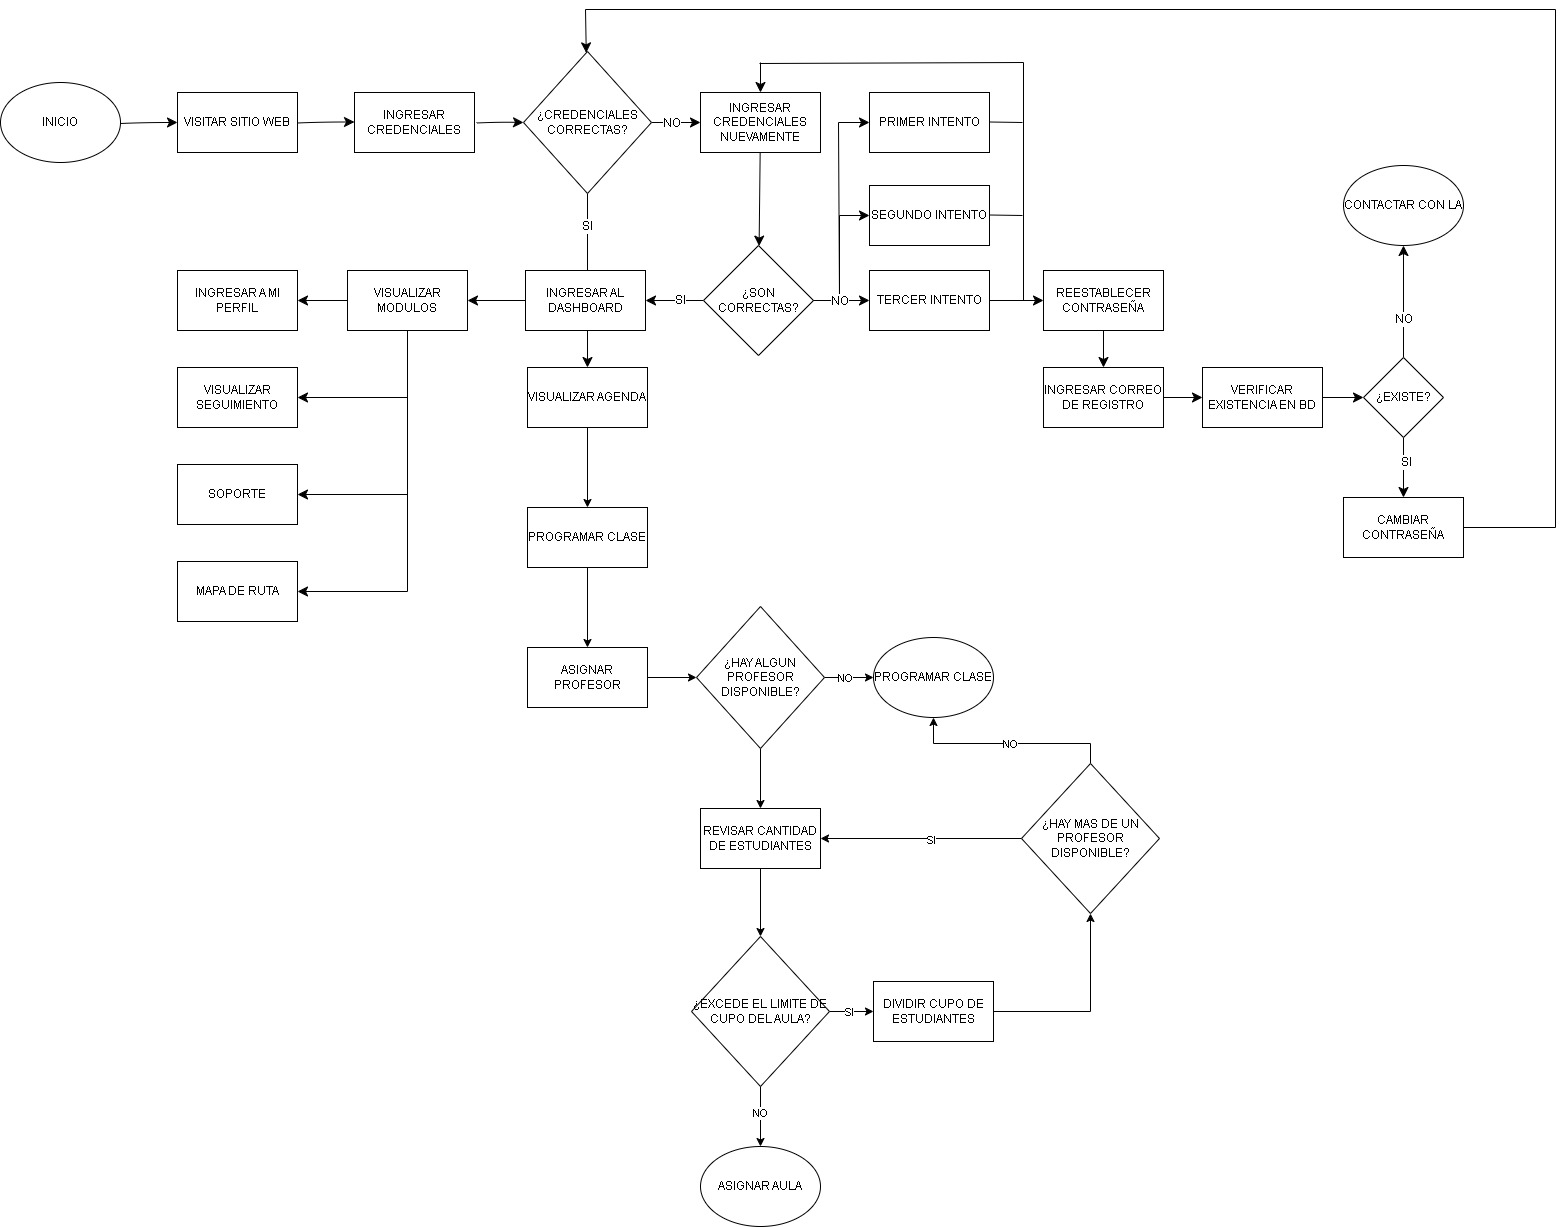 INICIO
VISITAR SITIO WEB
INGRESAR
CREDENCIALES
¿CREDENCIALES
CORRECTAS?
NO
INGRESAR
CREDENCIALES
NUEVAMENTE
PRIMER INTENTO
SEGUNDO INTENTO
CONTACTAR CON LA
SI
INGRESAR A MI
PERFIL
VISUALIZAR
MODULOS
INGRESAR AL
DASHBOARD
SI
¿SON
CORRECTAS?
NO
TERCER INTENTO
REESTABLECER
CONTRASEÑA
NO
VISUALIZAR
SEGUIMIENTO
VISUALIZAR AGENDA
INGRESAR CORREO
DE REGISTRO
VERIFICAR
EXISTENCIA EN BD
¿EXISTE?
SI
SOPORTE
PROGRAMAR CLASE
CAMBIAR
CONTRASEÑA
MAPA DE RUTA
ASIGNAR
PROFESOR
¿HAY ALGUN
PROFESOR
DISPONIBLE?
NO
PROGRAMAR CLASE
NO
REVISAR CANTIDAD
DE ESTUDIANTES
SI
¿HAY MAS DE UN
PROFESOR
DISPONIBLE?
¿EXCEDE EL LIMITE DE
CUPO DEL AULA?
SI
DIVIDIR CUPO DE
ESTUDIANTES
NO
ASIGNAR AULA